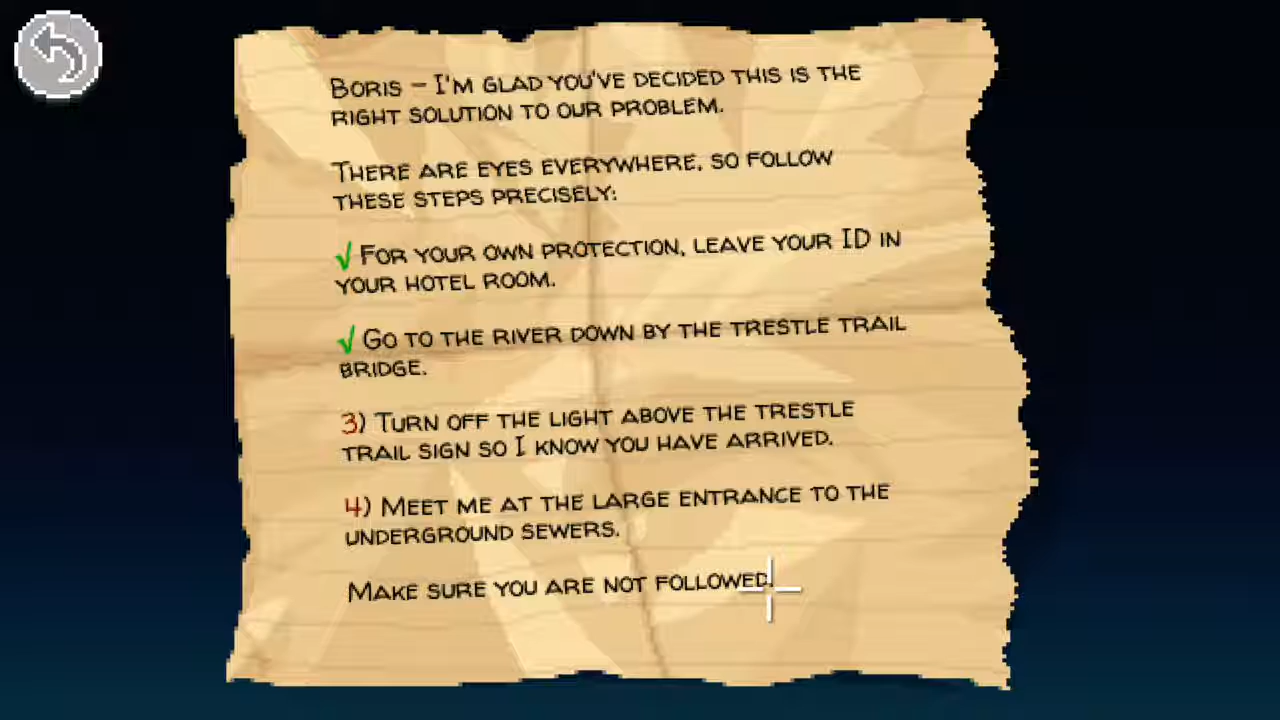 Boris – I'm glad you've decided this is the
right solution to our problem.
There are eyes everywhere, so follow
these steps precisely:
√ For your own protection, leave your ID in
your hotel room.
√ Go to the river down by the trestle trail
bridge.
3) Turn off the light above the trestle
trail sign so I know you have arrived.
4) Meet me at the large entrance to the
underground sewers.
Make sure you are not followed.